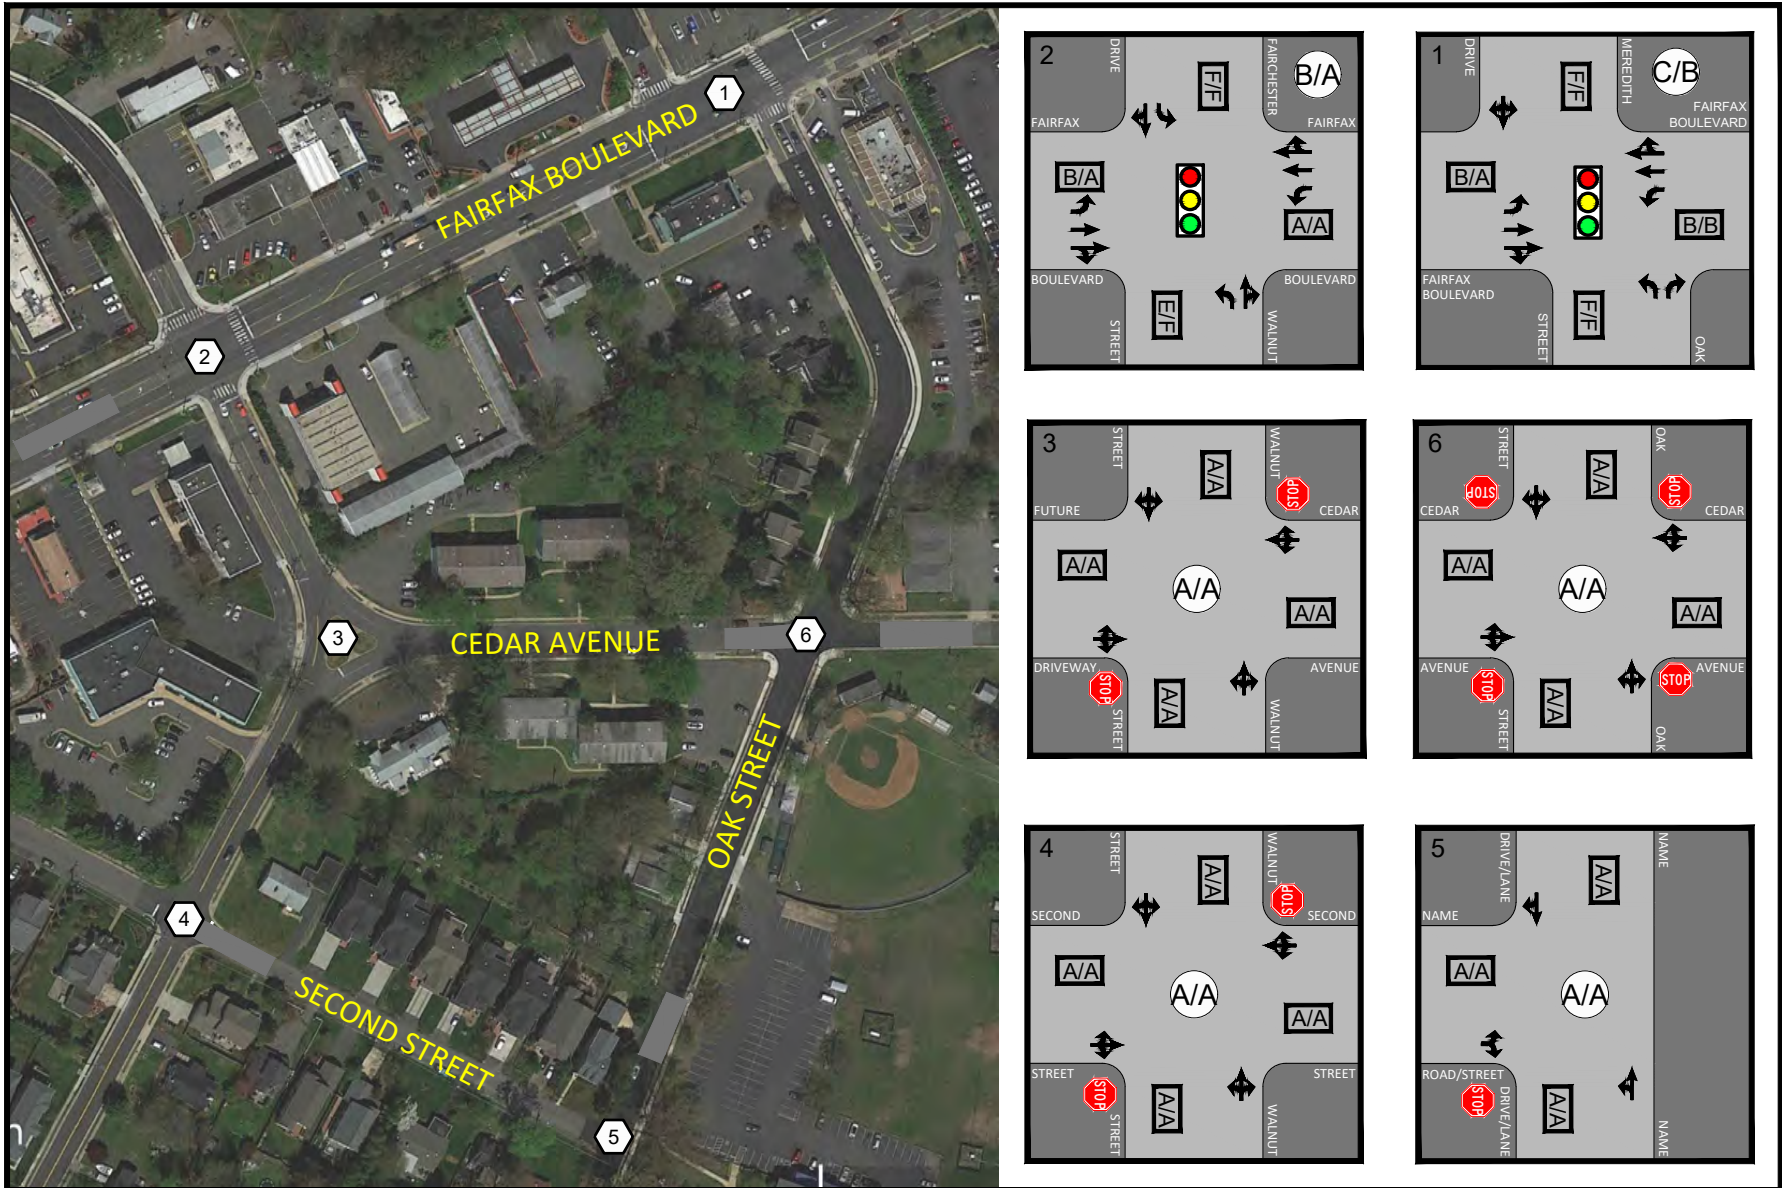 1
FAIRFAX BOULEVARD
2
3
CEDAR AVENUE
6
OAK STREET
4
SECOND STREET
5
n
2
DRIVE
F/F
FAIRCHESTER
B/A
FAIRFAX
FAIRFAX
B/A
A/A
BOULEVARD
BOULEVARD
STREET
E/F
WALNUT
1
DRIVE
F/F
MEREDITH
C/B
FAIRFAX
BOULEVARD
B/A
B/B
FAIRFAX
BOULEVARD
STREET
F/F
OAK
3
STREET
A/A
WALNUT
STOP
FUTURE
CEDAR
A/A
A/A
A/A
DRIVEWAY
AVENUE
STOP
STREET
A/A
WALNUT
6
STREET
A/A
OAK
STOP
STOP
CEDAR
CEDAR
A/A
A/A
A/A
AVENUE
AVENUE
STOP
STOP
STREET
A/A
OAK
4
STREET
A/A
WALNUT
STOP
SECOND
SECOND
A/A
A/A
A/A
STREET
STREET
STOP
STREET
A/A
WALNUT
5
DRIVE/LANE
A/A
NAME
NAME
A/A
A/A
ROAD/STREET
STOP
DRIVE/LANE
A/A
NAME